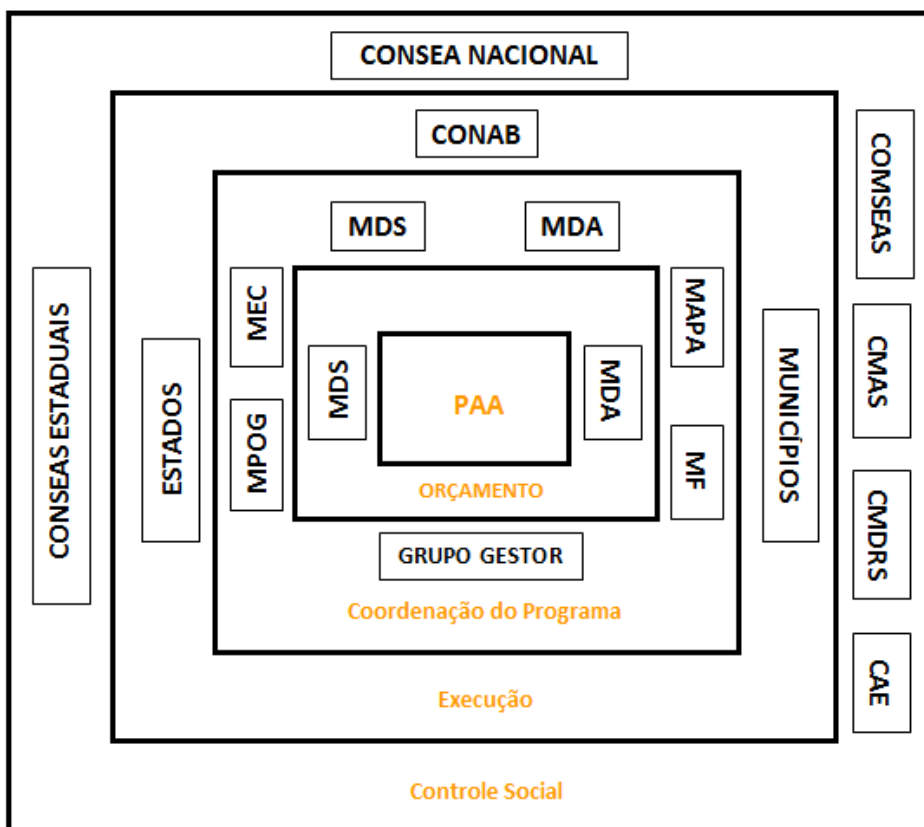 CONSEA NACIONAL
CONAB
COMSEAS
MDS
MDA
CONSEAS ESTADUAIS
ESTADOS
MEC
MAPA
MUNICÍPIOS
CMAS
MDS
PAA
MDA
MPOG
MF
ORÇAMENTO
CMDRS
GRUPO GESTOR
Coordenação do Programa
CAE
Execução
Controle Social